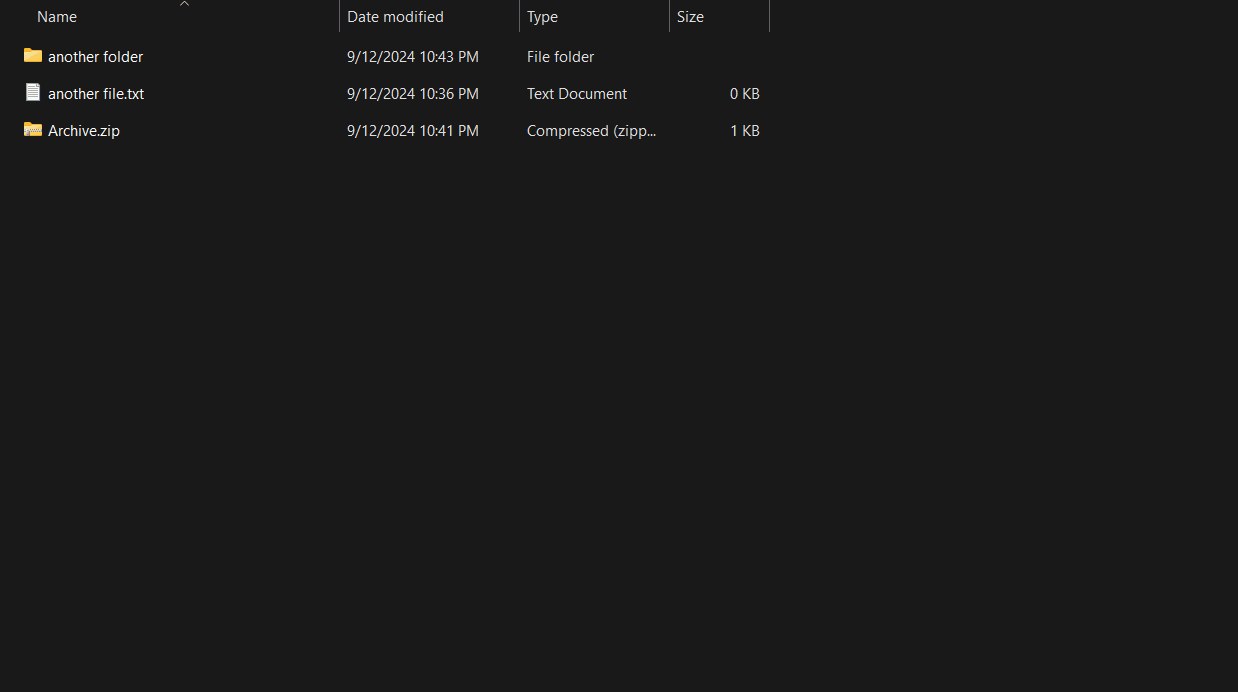 Name Date modified Type Size
another folder 9/12/2024 10:43 PM File folder
another file.txt 9/12/2024 10:36 PM Text Document 0 KB
Archive.zip 9/12/2024 10:41 PM Compressed (zipp... 1 KB